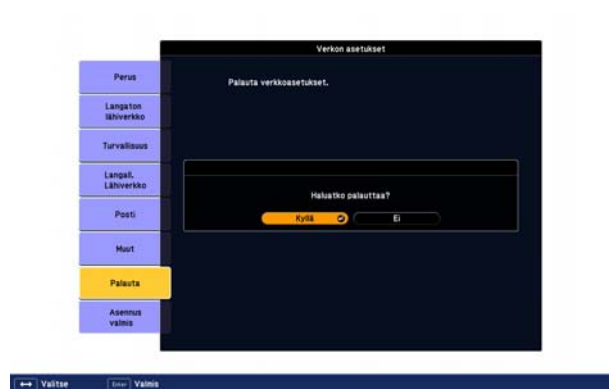 Verkon asetukset
Perus
Langaton
lähiverkko
Turvallisuus
Langall.
Lähiverkko
Posti
Muut
Palauta
Asennus
valmis
Palauta verkkoasetukset.
Haluatko palauttaa?
Kyllä Ei
Valitse Enter Valmis